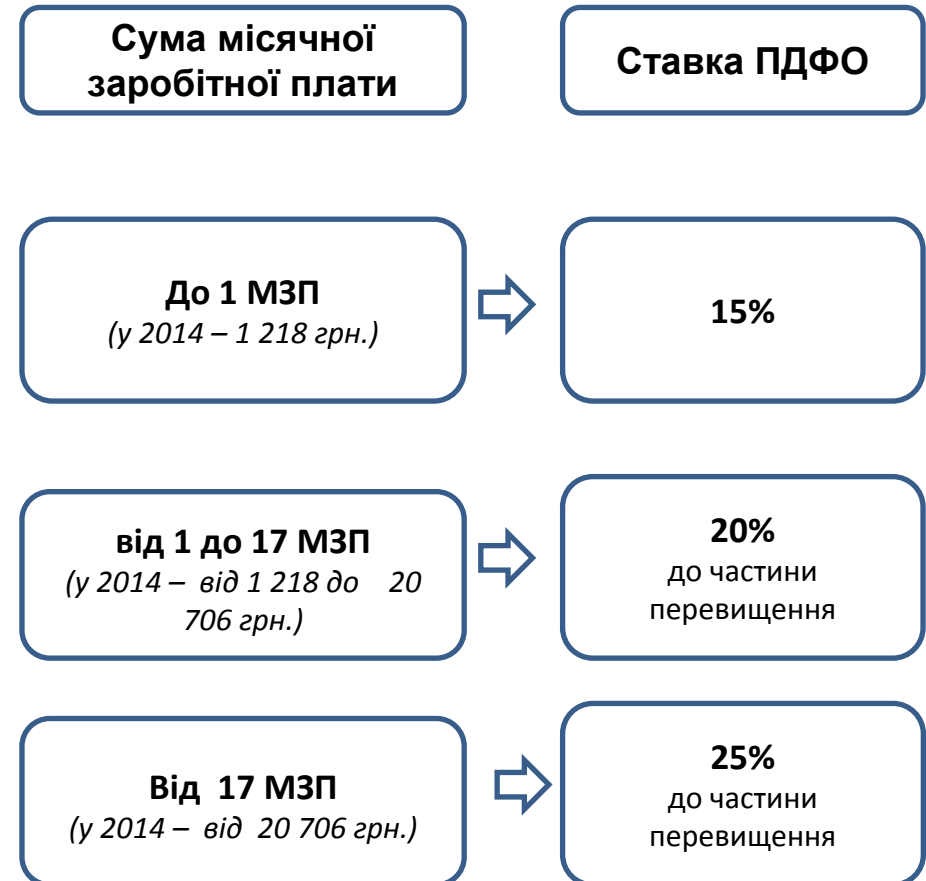 Сума місячної
заробітної плати
Ставка ПДФО
До 1 МЗП
(у 2014 – 1 218 грн.)
15%
від 1 до 17 МЗП
(у 2014 – від 1 218 до 20
706 грн.)
20%
до частини
перевищення
Від 17 МЗП
(у 2014 – від 20 706 грн.)
25%
до частини
перевищення